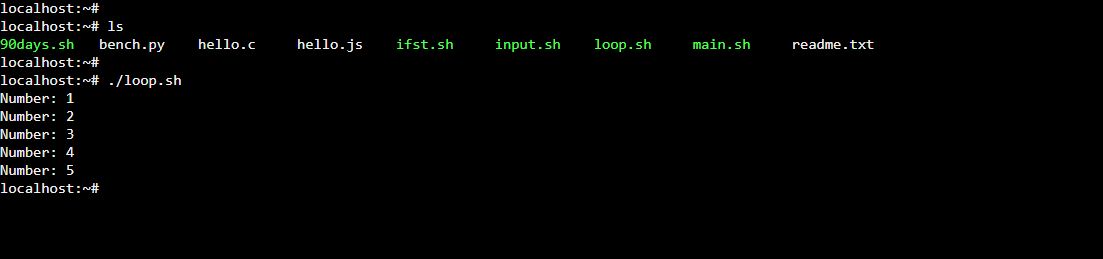 localhost:~#
localhost:~# ls
90days.sh   bench.py    hello.c     hello.js    ifst.sh     input.sh    loop.sh     main.sh     readme.txt
localhost:~#
localhost:~# ./loop.sh
Number: 1
Number: 2
Number: 3
Number: 4
Number: 5
localhost:~#